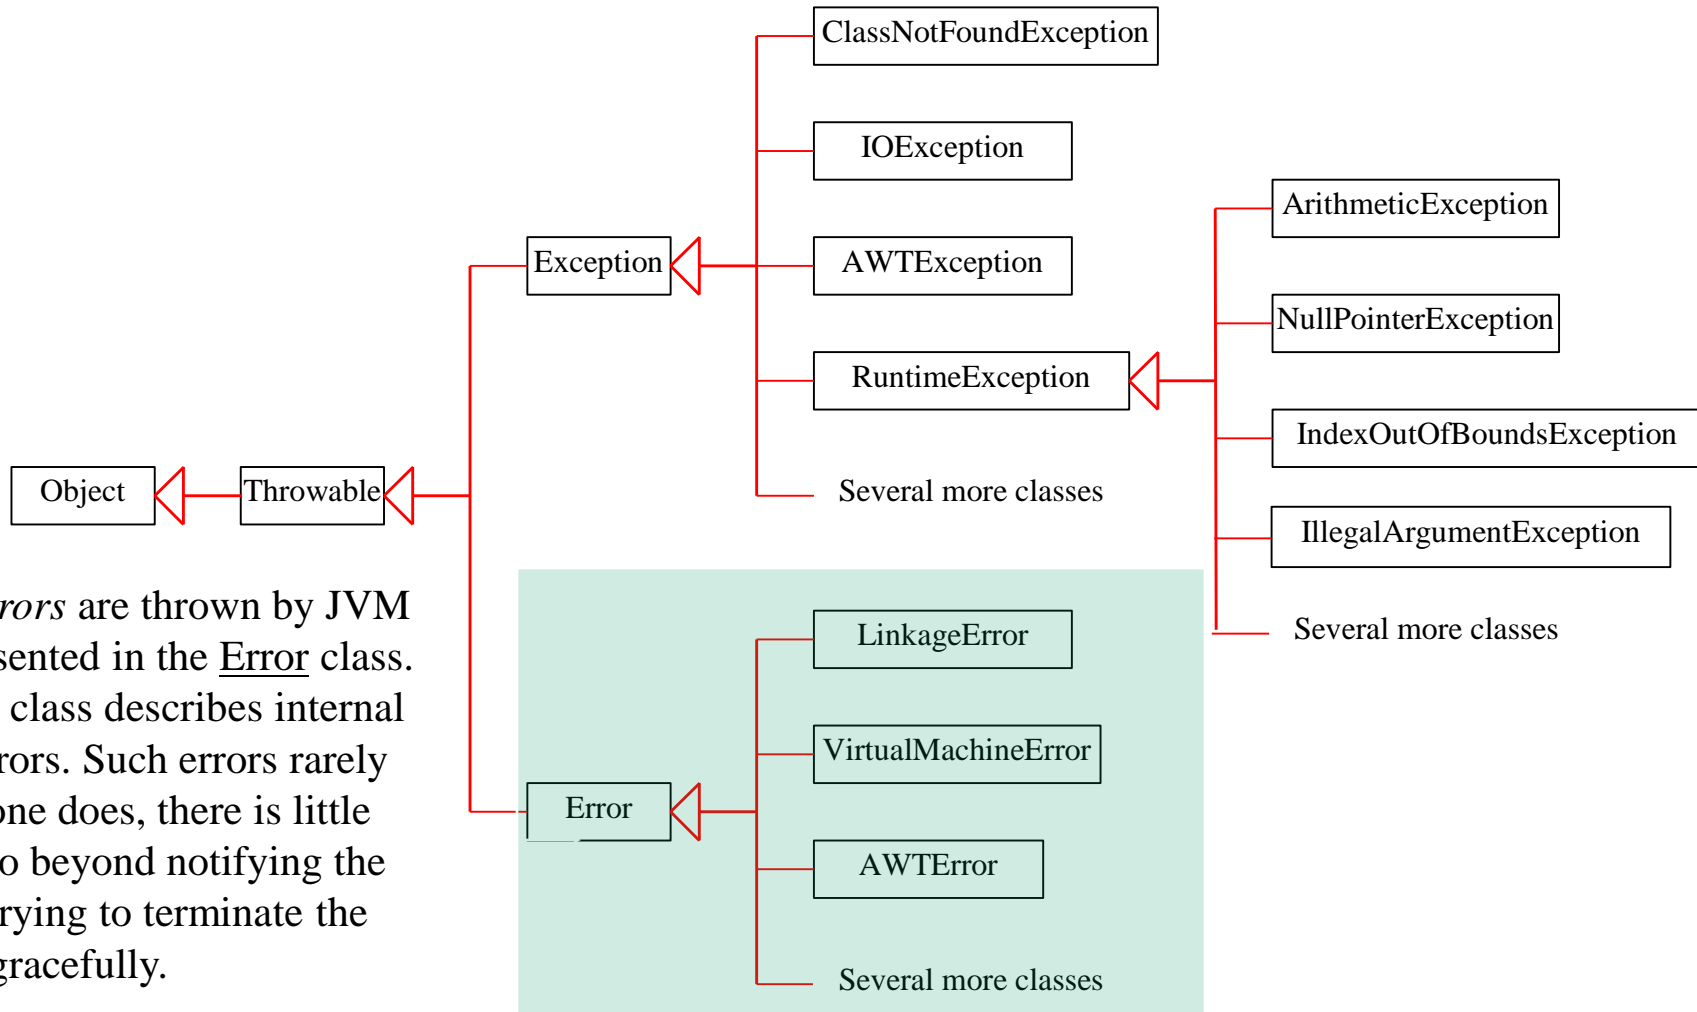 ClassNotFoundException
IOException
ArithmeticException
Exception
AWTException
NullPointerException
RuntimeException
IndexOutOfBoundsException
Object
Throwable
Several more classes
IllegalArgumentException
Several more classes
rors are thrown by JVM
sented in the Error class.
class describes internal
rors. Such errors rarely
one does, there is little
o beyond notifying the
rying to terminate the
gracefully.
LinkageError
VirtualMachineError
Error
AWTError
Several more classes